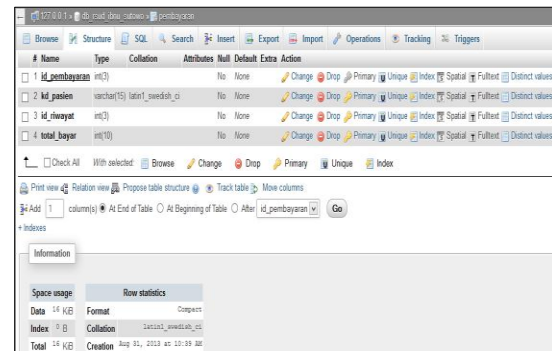 127.0.0.1 » db_rsud_ibnu_sutowo » pembayaran
Browse Structure SQL Search Insert Export Import Operations Tracking Triggers
# Name Type Collation Attributes Null Default Extra Action
1 id_pembayaran int(3) No None Change Drop Primary Unique Index Spatial Fulltext Distinct values
2 kd_pasien varchar(15) latin1_swedish_ci No None Change Drop Primary Unique Index Spatial Fulltext Distinct values
3 id_riwayat int(3) No None Change Drop Primary Unique Index Spatial Fulltext Distinct values
4 total_bayar int(10) No None Change Drop Primary Unique Index Spatial Fulltext Distinct values
Check All With selected: Browse Change Drop Primary Unique Index
Print view Relation view Propose table structure Track table Move columns
Add 1 column(s) At End of Table At Beginning of Table After id_pembayaran Go
+ Indexes
Information
Space usage Row statistics
Data 16 KiB Format Compact
Index 0 B Collation latin1_swedish_ci
Total 16 KiB Creation Aug 31, 2013 at 10:39 AM